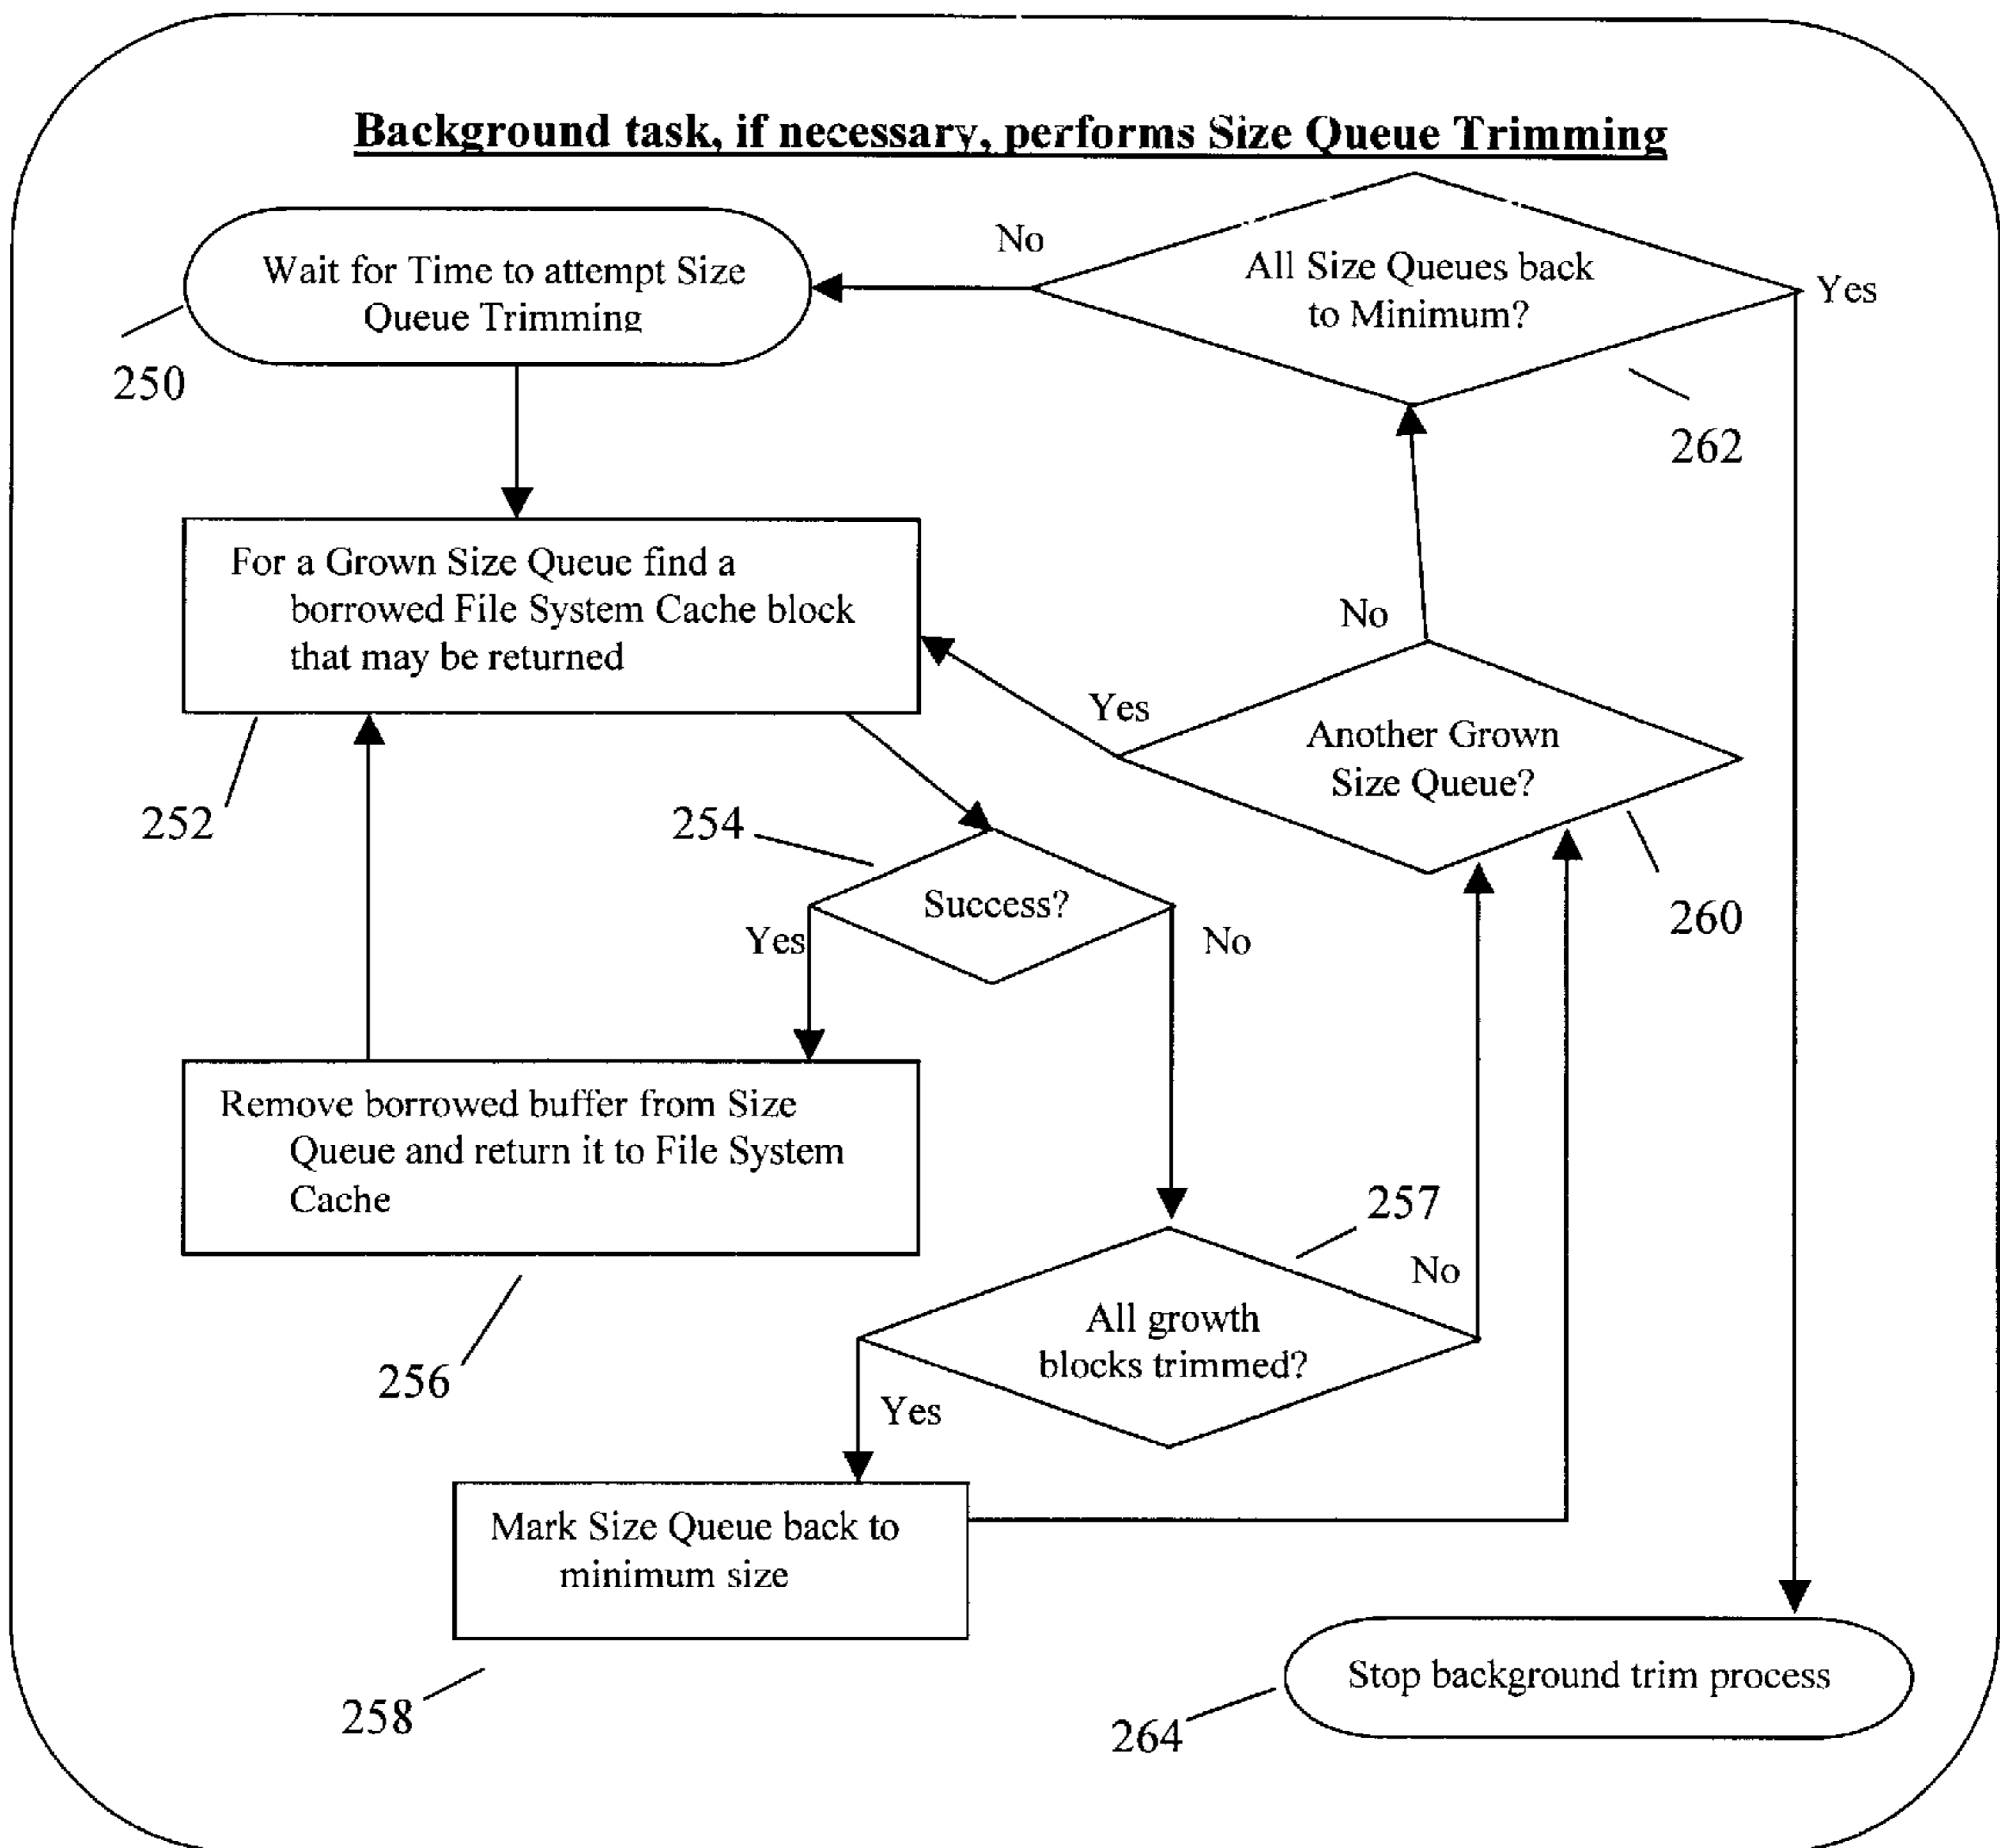 Background task, if necessary, performs Size Queue Trimming
Wait for Time to attempt Size
Queue Trimming
250
No
All Size Queues back
to Minimum?
Yes
262
For a Grown Size Queue find a
borrowed File System Cache block
that may be returned
252
No
Yes
Another Grown
Size Queue?
260
254
Success?
Yes
No
Remove borrowed buffer from Size
Queue and return it to File System
Cache
256
257
No
All growth
blocks trimmed?
Yes
Mark Size Queue back to
minimum size
258
Stop background trim process
264